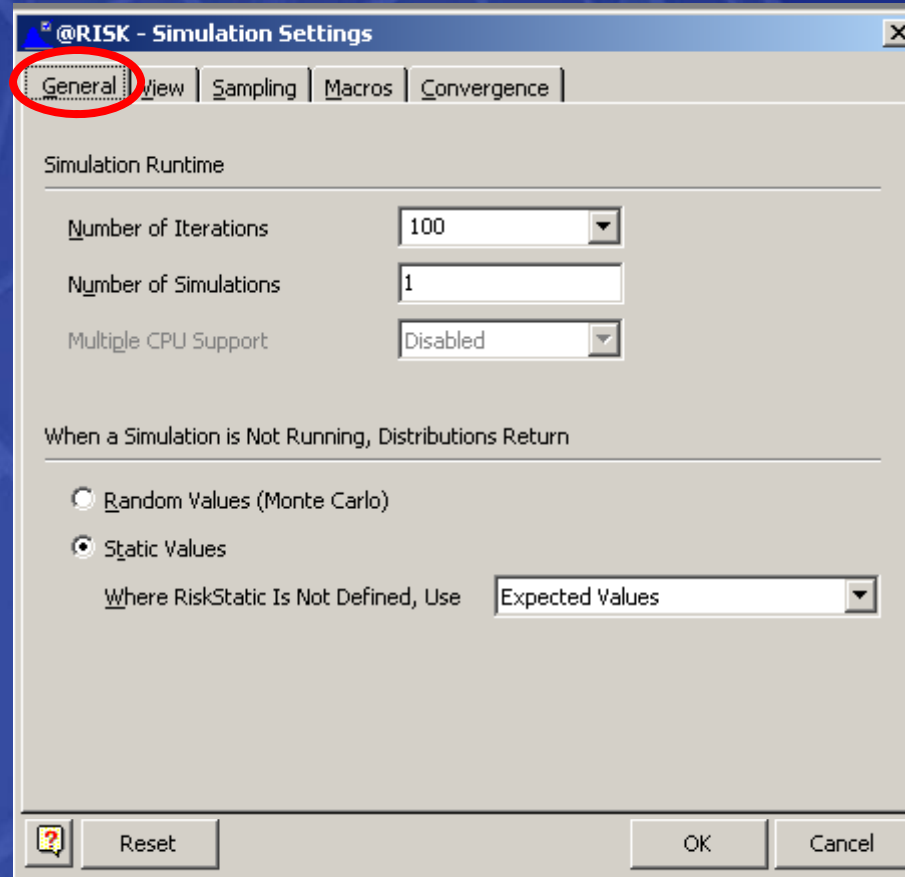 @RISK - Simulation Settings
General View Sampling Macros Convergence
Simulation Runtime
Number of Iterations 100
Number of Simulations 1
Multiple CPU Support Disabled
When a Simulation is Not Running, Distributions Return
Random Values (Monte Carlo)
Static Values
Where RiskStatic Is Not Defined, Use Expected Values
Reset OK Cancel